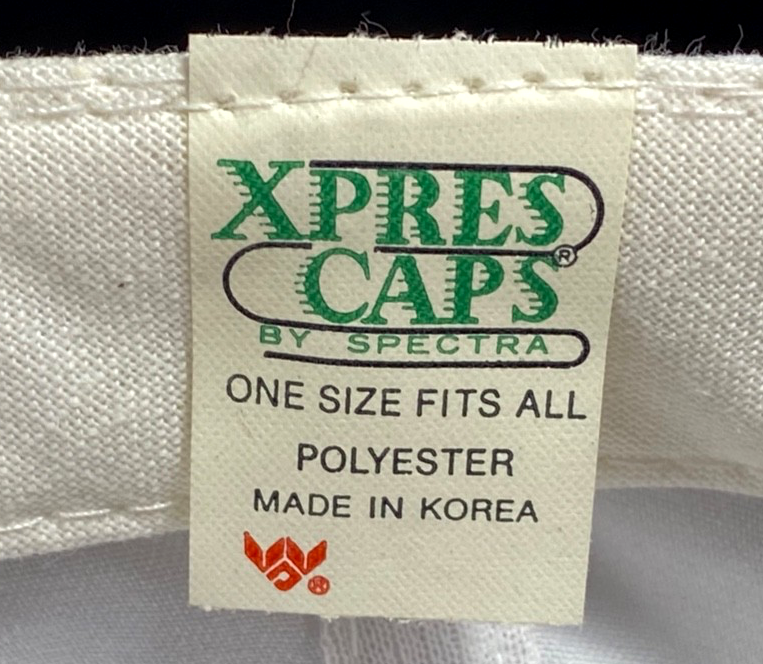 XPRES
CAPS®
BY SPECTRA
ONE SIZE FITS ALL
POLYESTER
MADE IN KOREA
®